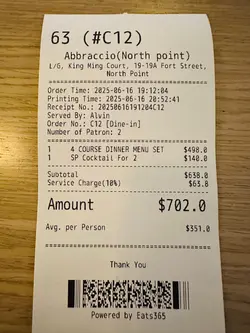 63 (#C12)
Abbraccio(North point)
L/G, King Ming Court, 19-19A Fort Street,
North Point
Order Time: 2025-06-16 19:12:04
Printing Time: 2025-06-16 20:52:41
Receipt No.: 20250616191204C12
Served By: Alvin
Order No.: C12 [Dine-in]
Number of Patron: 2
1 4 COURSE DINNER MENU SET $498.0
1 SP Cocktail For 2 $140.0
Subtotal $638.0
Service Charge(10%) $63.8
Amount $702.0
Avg. per Person $351.0
Thank You
Powered by Eats365